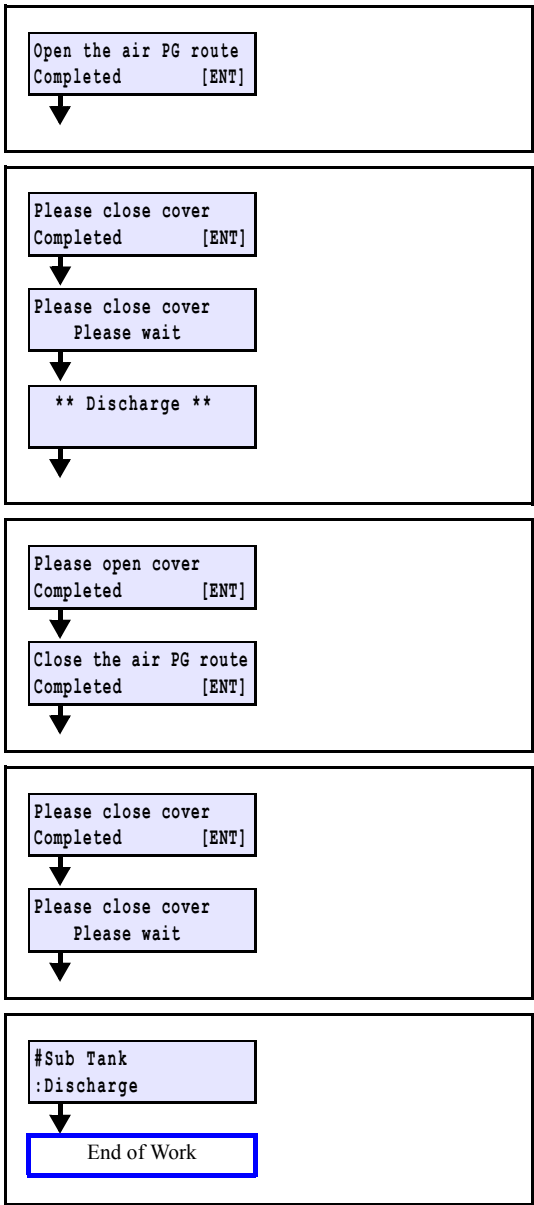 Open the air PG route
Completed [ENT]
Please close cover
Completed [ENT]
Please close cover
Please wait
** Discharge **
Please open cover
Completed [ENT]
Close the air PG route
Completed [ENT]
Please close cover
Completed [ENT]
Please close cover
Please wait
#Sub Tank
:Discharge
End of Work